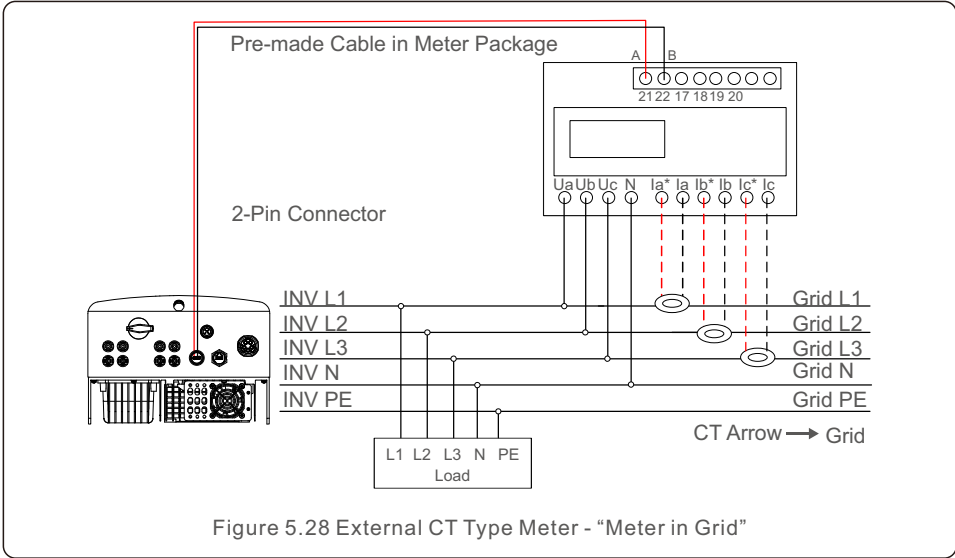 Pre-made Cable in Meter Package
A B
21 22 17 18 19 20
Ua Ub Uc N Ia* Ia Ib* Ib Ic* Ic
2-Pin Connector
INV L1 Grid L1
INV L2 Grid L2
INV L3 Grid L3
INV N Grid N
INV PE Grid PE
CT Arrow → Grid
L1 L2 L3 N PE
Load
Figure 5.28 External CT Type Meter - “Meter in Grid”